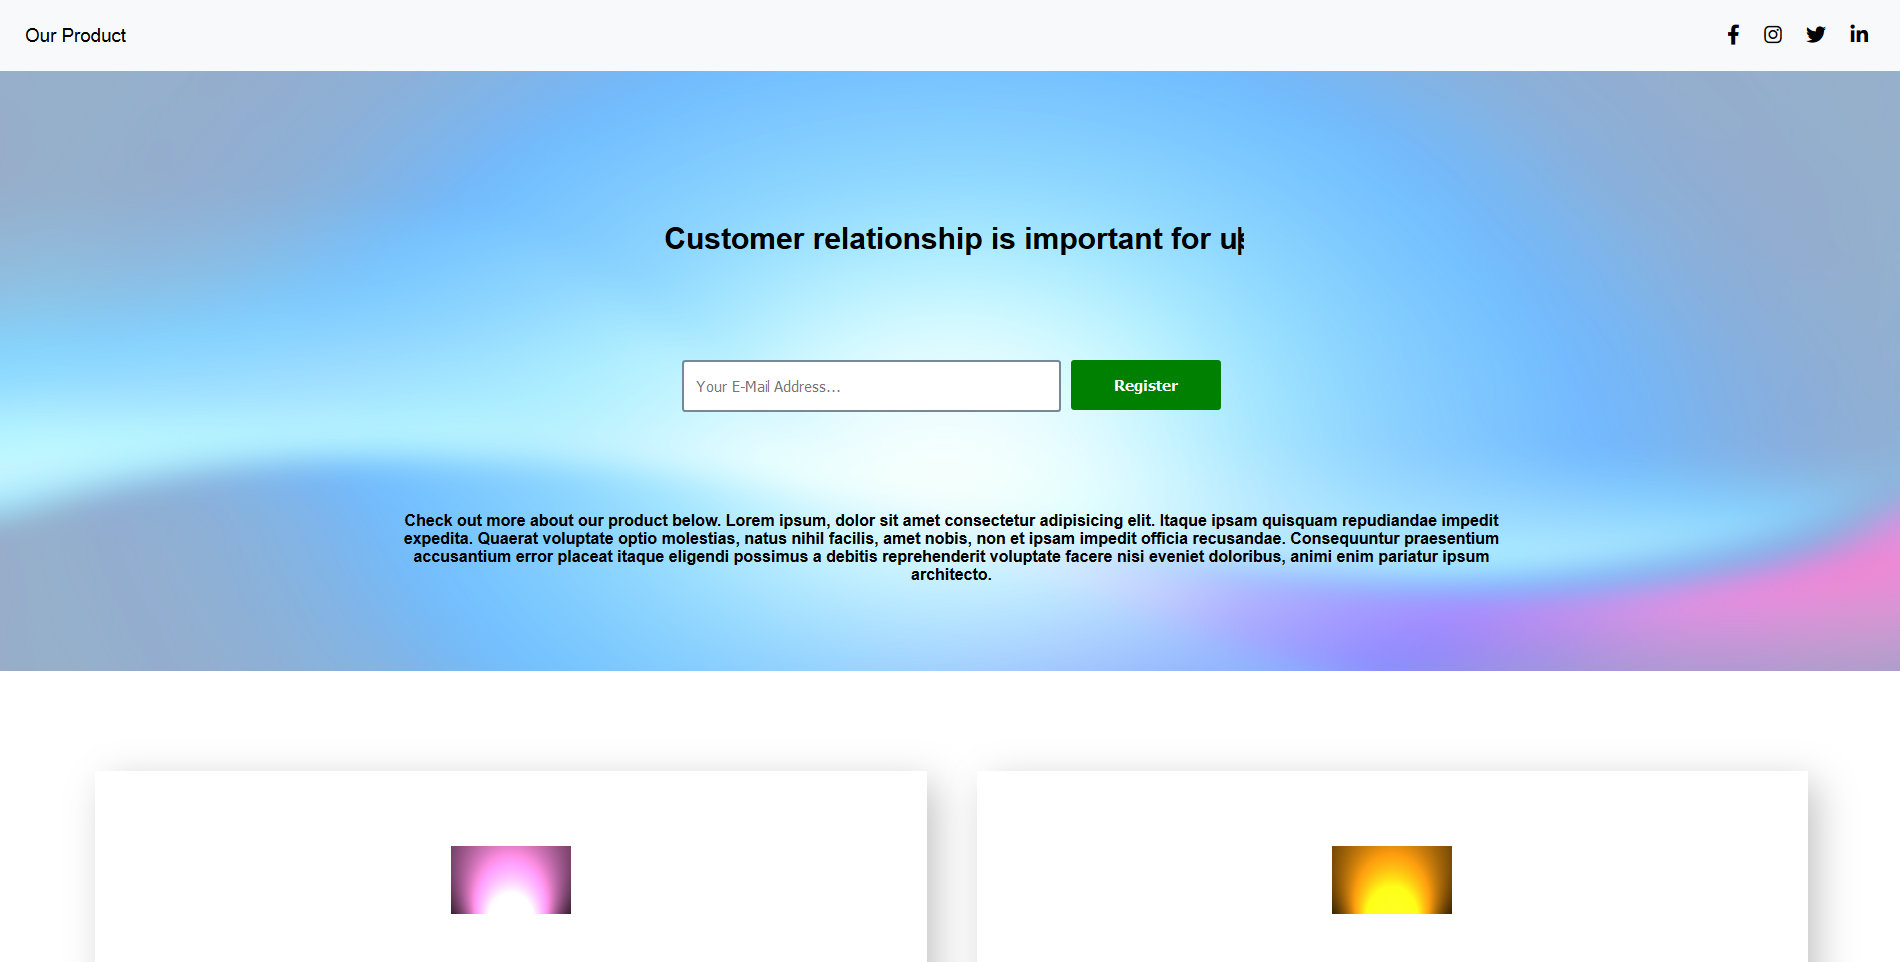 Our Product
Customer relationship is important for us
Your E-Mail Address...
Register
Check out more about our product below. Lorem ipsum, dolor sit amet consectetur adipisicing elit. Itaque ipsam quisquam repudiandae impedit
expedita. Quaerat voluptate optio molestias, natus nihil facilis, amet nobis, non et ipsam impedit officia recusandae. Consequuntur praesentium
accusantium error placeat itaque eligendi possimus a debitis reprehenderit voluptate facere nisi eveniet doloribus, animi enim pariatur ipsum
architecto.